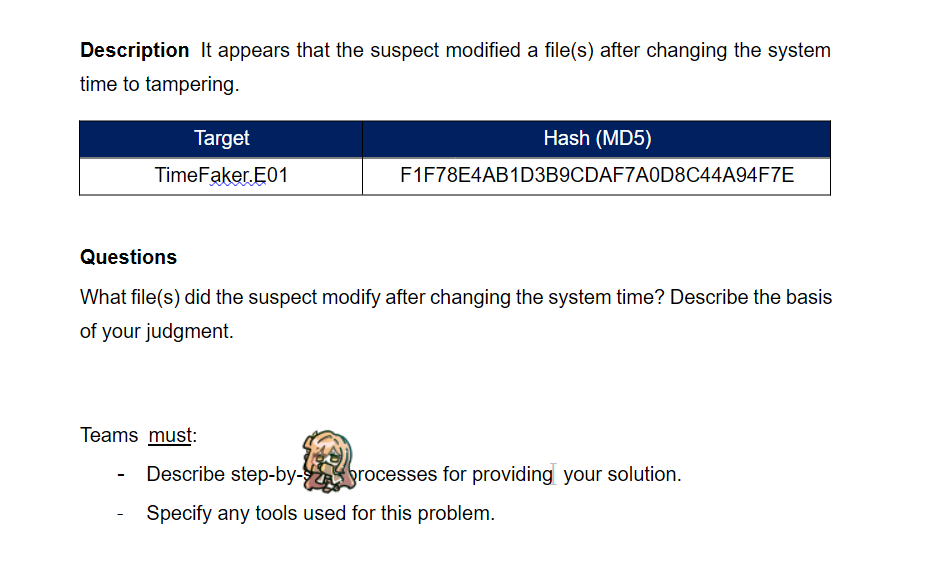 Description It appears that the suspect modified a file(s) after changing the system
time to tampering.
Target Hash (MD5)
TimeFaker.E01 F1F78E4AB1D3B9CDAF7A0D8C44A94F7E
Questions
What file(s) did the suspect modify after changing the system time? Describe the basis
of your judgment.
Teams must:
- Describe step-by- processes for providing your solution.
- Specify any tools used for this problem.